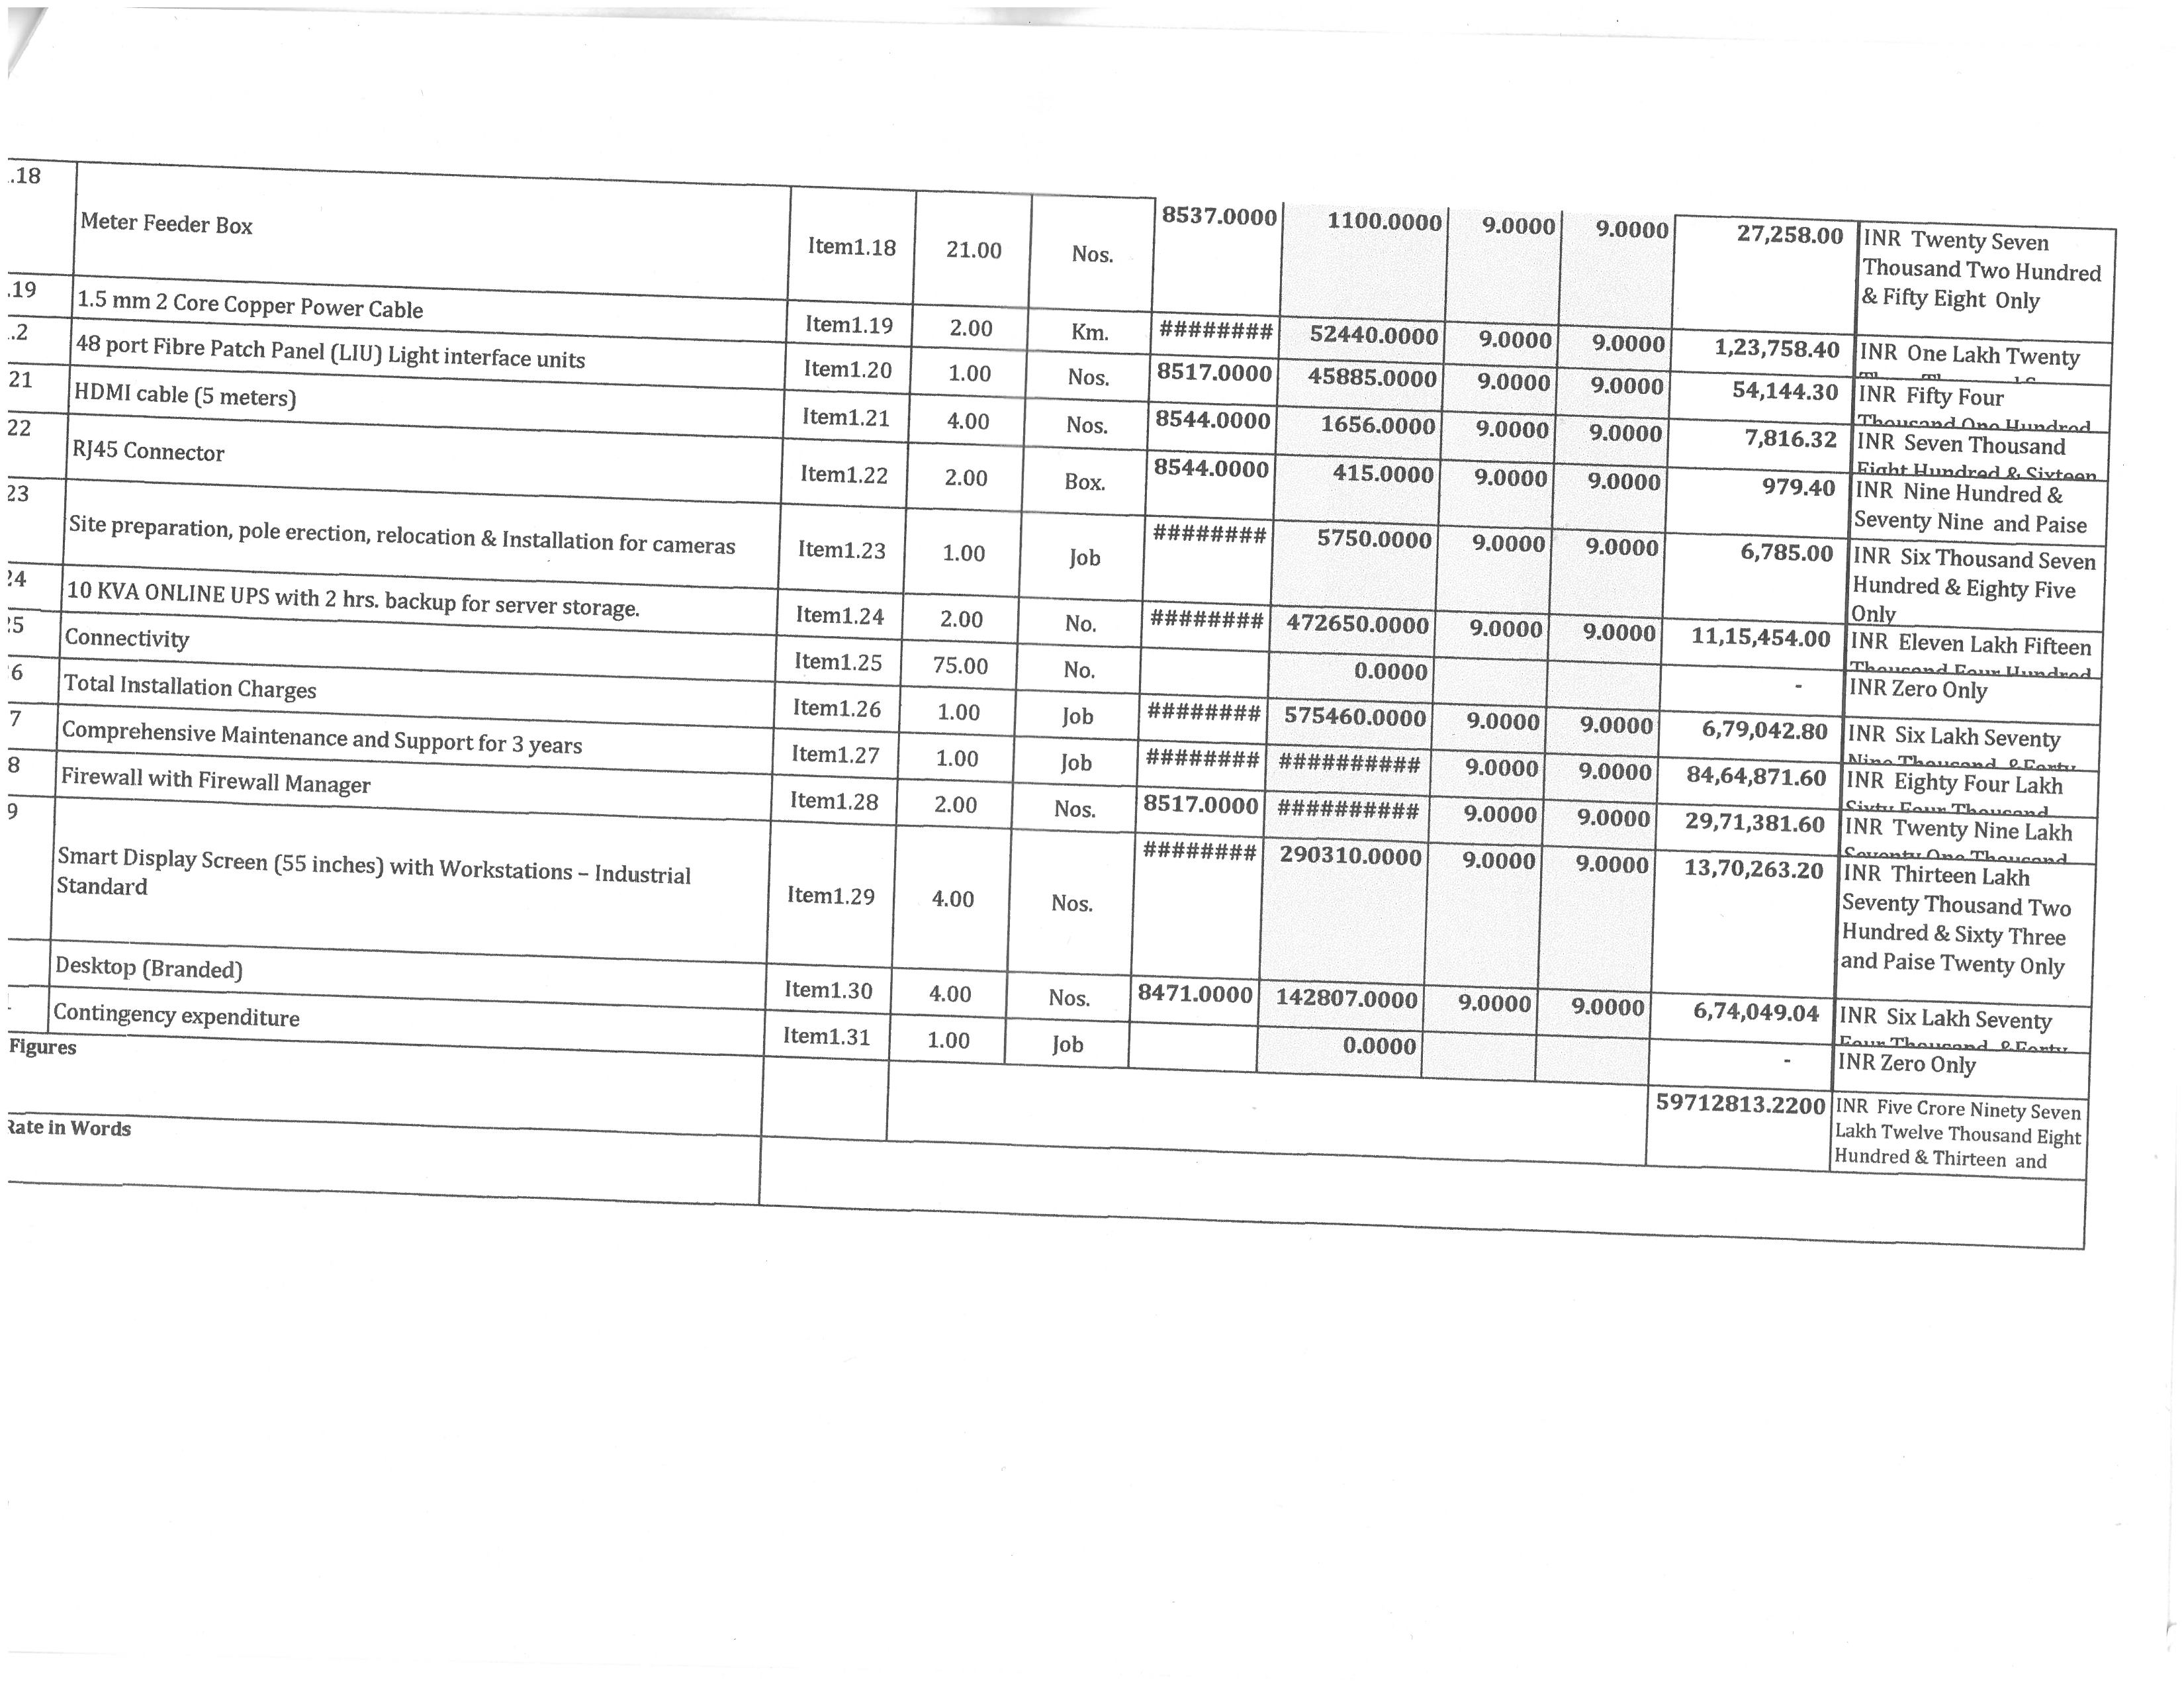 .18 Meter Feeder Box Item1.18 21.00 Nos. 8537.0000 1100.0000 9.0000 9.0000 27,258.00 INR Twenty Seven
Thousand Two Hundred
& Fifty Eight Only
.19 1.5 mm 2 Core Copper Power Cable Item1.19 2.00 Km. ######## 52440.0000 9.0000 9.0000 1,23,758.40 INR One Lakh Twenty
.2 48 port Fibre Patch Panel (LIU) Light interface units Item1.20 1.00 Nos. 8517.0000 45885.0000 9.0000 9.0000 54,144.30 INR Fifty Four
Thousand One Hundred
21 HDMI cable (5 meters) Item1.21 4.00 Nos. 8544.0000 1656.0000 9.0000 9.0000 7,816.32 INR Seven Thousand
Eight Hundred & Sixteen
22 RJ45 Connector Item1.22 2.00 Box. 8544.0000 415.0000 9.0000 9.0000 979.40 INR Nine Hundred &
Seventy Nine and Paise
23 Site preparation, pole erection, relocation & Installation for cameras Item1.23 1.00 Job ######## 5750.0000 9.0000 9.0000 6,785.00 INR Six Thousand Seven
Hundred & Eighty Five
Only
24 10 KVA ONLINE UPS with 2 hrs. backup for server storage. Item1.24 2.00 No. ######## 472650.0000 9.0000 9.0000 11,15,454.00 INR Eleven Lakh Fifteen
Thousand Four Hundred
5 Connectivity Item1.25 75.00 No. 0.0000 - INR Zero Only
6 Total Installation Charges Item1.26 1.00 Job ######## 575460.0000 9.0000 9.0000 6,79,042.80 INR Six Lakh Seventy
Nine Thousand & Forty
7 Comprehensive Maintenance and Support for 3 years Item1.27 1.00 Job ######## ########## 9.0000 9.0000 84,64,871.60 INR Eighty Four Lakh
Sixty Four Thousand
8 Firewall with Firewall Manager Item1.28 2.00 Nos. 8517.0000 ########## 9.0000 9.0000 29,71,381.60 INR Twenty Nine Lakh
Seventy One Thousand
9 Smart Display Screen (55 inches) with Workstations – Industrial
Standard Item1.29 4.00 Nos. ######## 290310.0000 9.0000 9.0000 13,70,263.20 INR Thirteen Lakh
Seventy Thousand Two
Hundred & Sixty Three
and Paise Twenty Only
Desktop (Branded) Item1.30 4.00 Nos. 8471.0000 142807.0000 9.0000 9.0000 6,74,049.04 INR Six Lakh Seventy
Four Thousand & Forty
Contingency expenditure Item1.31 1.00 Job 0.0000 - INR Zero Only
Figures 59712813.2200 INR Five Crore Ninety Seven
Lakh Twelve Thousand Eight
Hundred & Thirteen and
Rate in Words